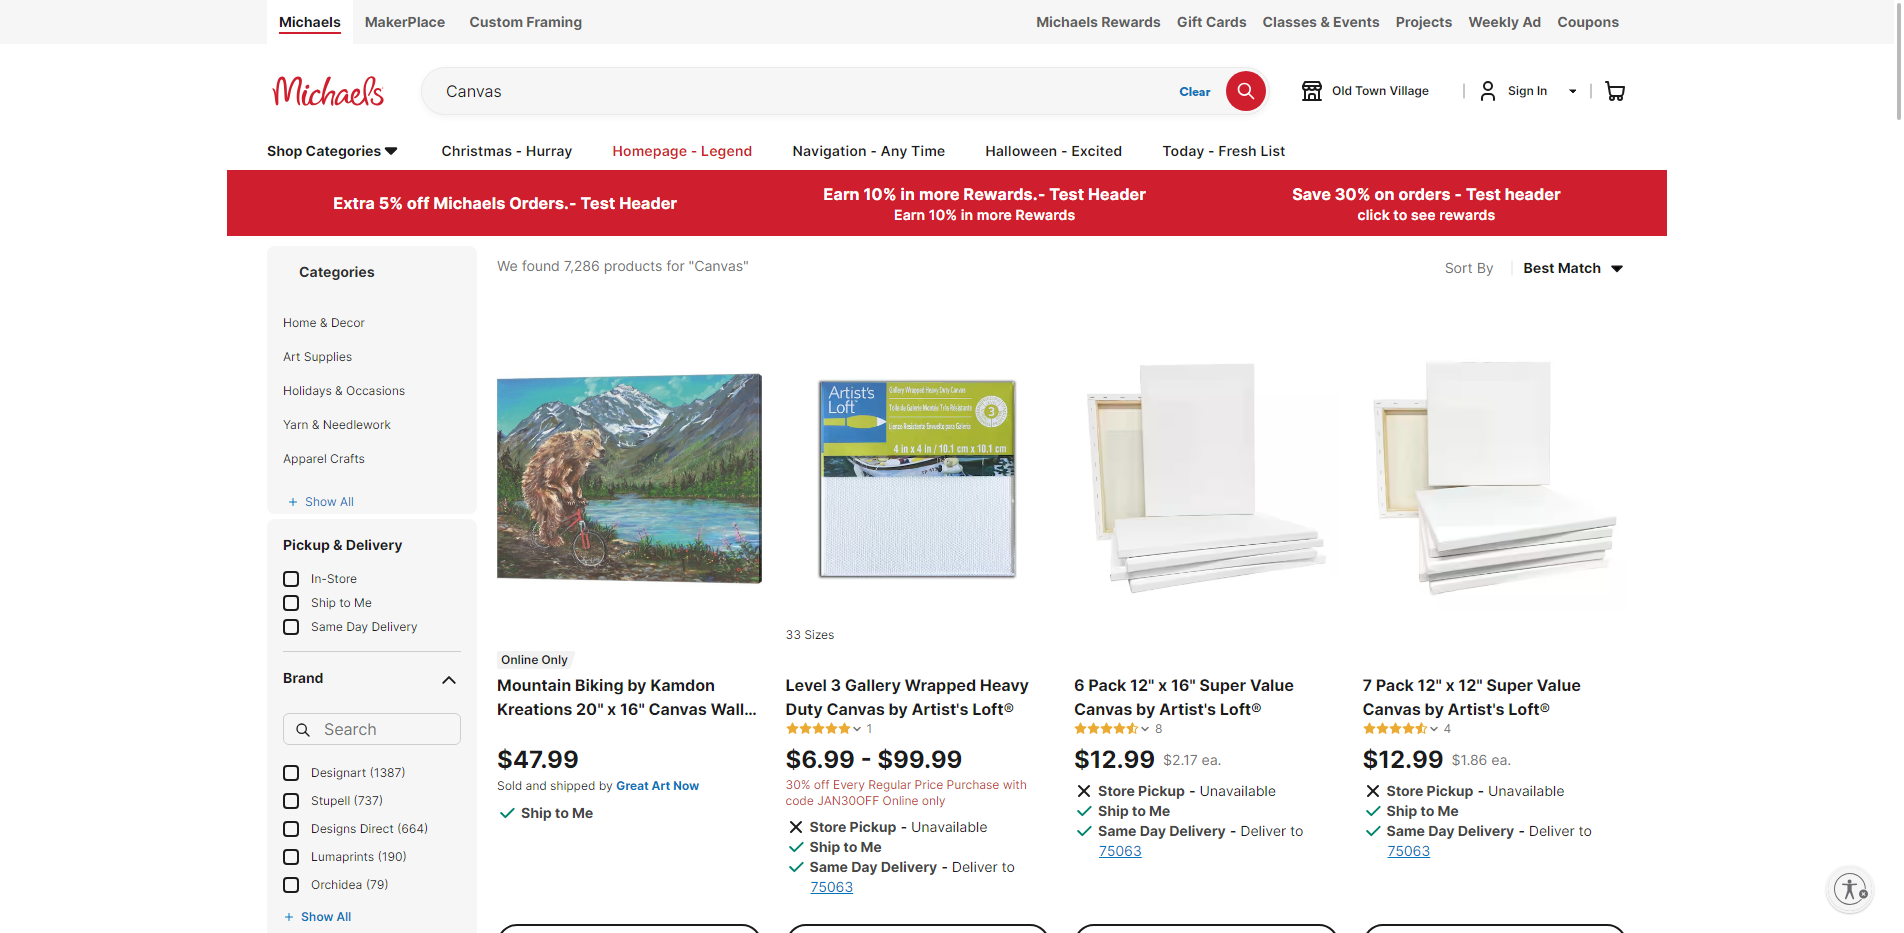 Michaels
MakerPlace
Custom Framing
Michaels Rewards
Gift Cards
Classes & Events
Projects
Weekly Ad
Coupons
Michaels
Canvas
Clear
Old Town Village
Sign In
Shop Categories
Christmas - Hurray
Homepage - Legend
Navigation - Any Time
Halloween - Excited
Today - Fresh List
Extra 5% off Michaels Orders.- Test Header
Earn 10% in more Rewards.- Test Header
Earn 10% in more Rewards
Save 30% on orders - Test header
click to see rewards
Categories
Home & Decor
Art Supplies
Holidays & Occasions
Yarn & Needlework
Apparel Crafts
+ Show All
Pickup & Delivery
In-Store
Ship to Me
Same Day Delivery
Brand
Search
Designart (1387)
Stupell (737)
Designs Direct (664)
Lumaprints (190)
Orchidea (79)
+ Show All
We found 7,286 products for "Canvas"
Sort By
Best Match
Online Only
Mountain Biking by Kamdon
Kreations 20" x 16" Canvas Wall...
$47.99
Sold and shipped by Great Art Now
Ship to Me
Artist's
Loft
Gallery Wrapped Heavy Duty Canvas
3
4 in x 4 in / 10.1 cm x 10.1 cm
33 Sizes
Level 3 Gallery Wrapped Heavy
Duty Canvas by Artist's Loft®
1
$6.99 - $99.99
30% off Every Regular Price Purchase with
code JAN30OFF Online only
Store Pickup - Unavailable
Ship to Me
Same Day Delivery - Deliver to
75063
6 Pack 12" x 16" Super Value
Canvas by Artist's Loft®
8
$12.99 $2.17 ea.
Store Pickup - Unavailable
Ship to Me
Same Day Delivery - Deliver to
75063
7 Pack 12" x 12" Super Value
Canvas by Artist's Loft®
4
$12.99 $1.86 ea.
Store Pickup - Unavailable
Ship to Me
Same Day Delivery - Deliver to
75063